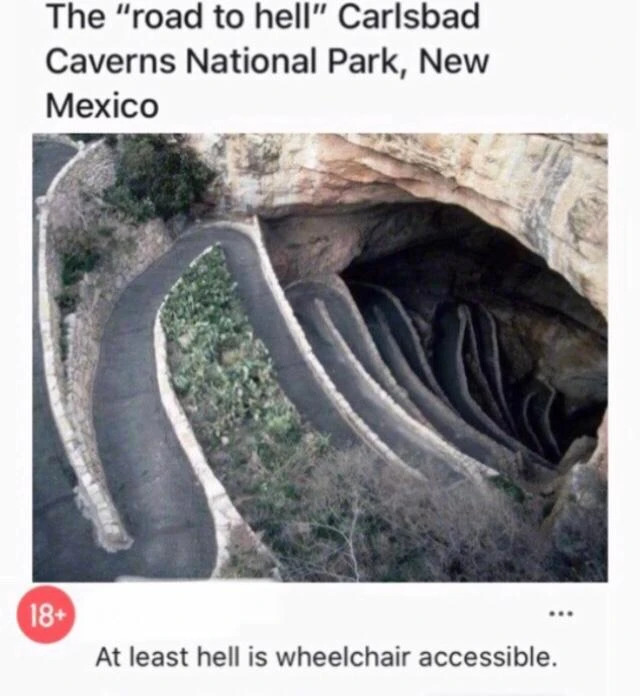 The “road to hell” Carlsbad
Caverns National Park, New
Mexico
18+
...
At least hell is wheelchair accessible.